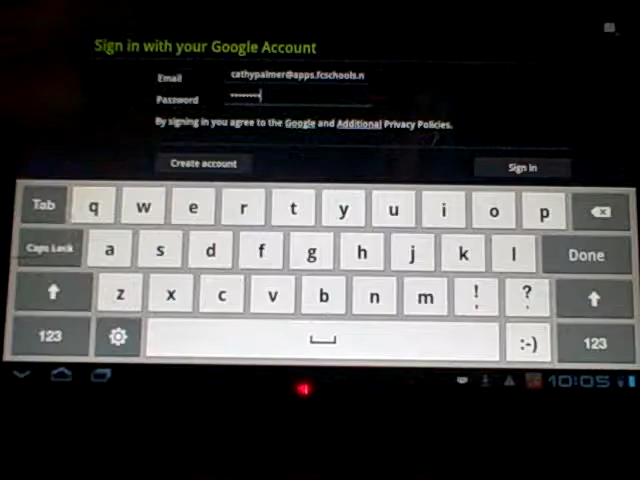 Sign in with your Google Account
Email cathypalmer@apps.fcschools.n
Password ••••••••
By signing in you agree to the Google and Additional Privacy Policies.
Create account Sign in
Tab q w e r t y u i o p
Caps Lock a s d f g h j k l Done
z x c v b n m ! , ? .
123 :-) 123
10:05